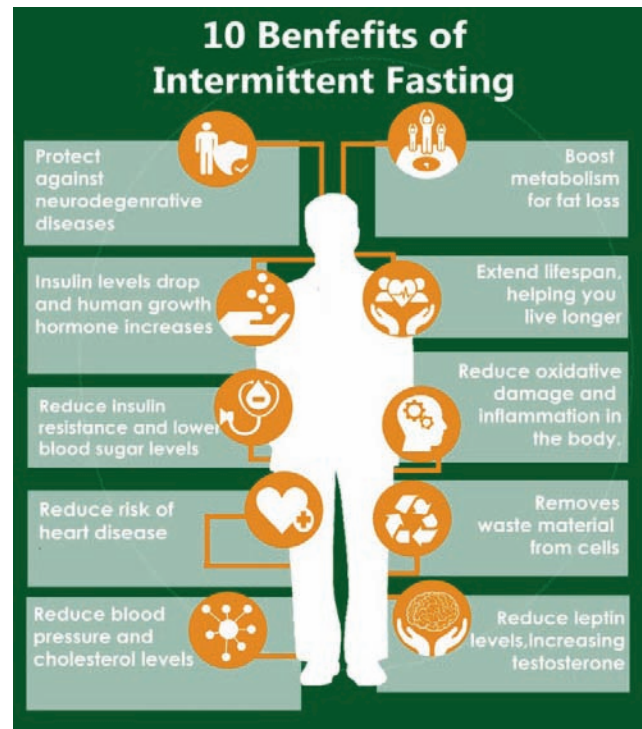 10 Benfefits of
Intermittent Fasting
Protect
against
neurodegenrative
diseases
Boost
metabolism
for fat loss
Insulin levels drop
and human growth
hormone increases
Extend lifespan,
helping you
live longer
Reduce insulin
resistance and lower
blood sugar levels
Reduce oxidative
damage and
inflammation in
the body.
Reduce risk of
heart disease
Removes
waste material
from cells
Reduce blood
pressure and
cholesterol levels
Reduce leptin
levels,increasing
testosterone